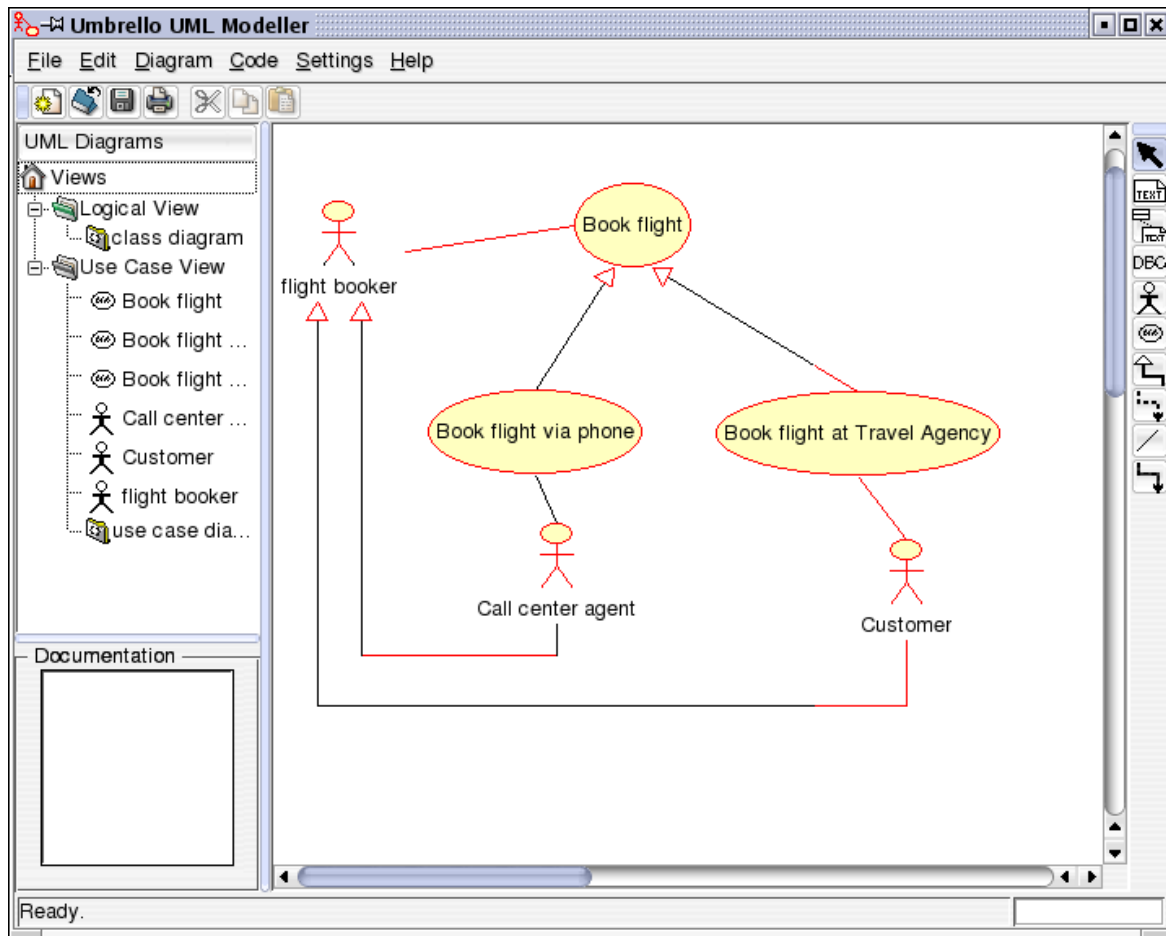 Umbrello UML Modeller
File Edit Diagram Code Settings Help
UML Diagrams
Views
Logical View
class diagram
Use Case View
Book flight
Book flight ...
Book flight ...
Call center ...
Customer
flight booker
use case dia...
Documentation
flight booker
Book flight
Book flight via phone
Book flight at Travel Agency
Call center agent
Customer
TEXT
TEXT
DBC
Ready.